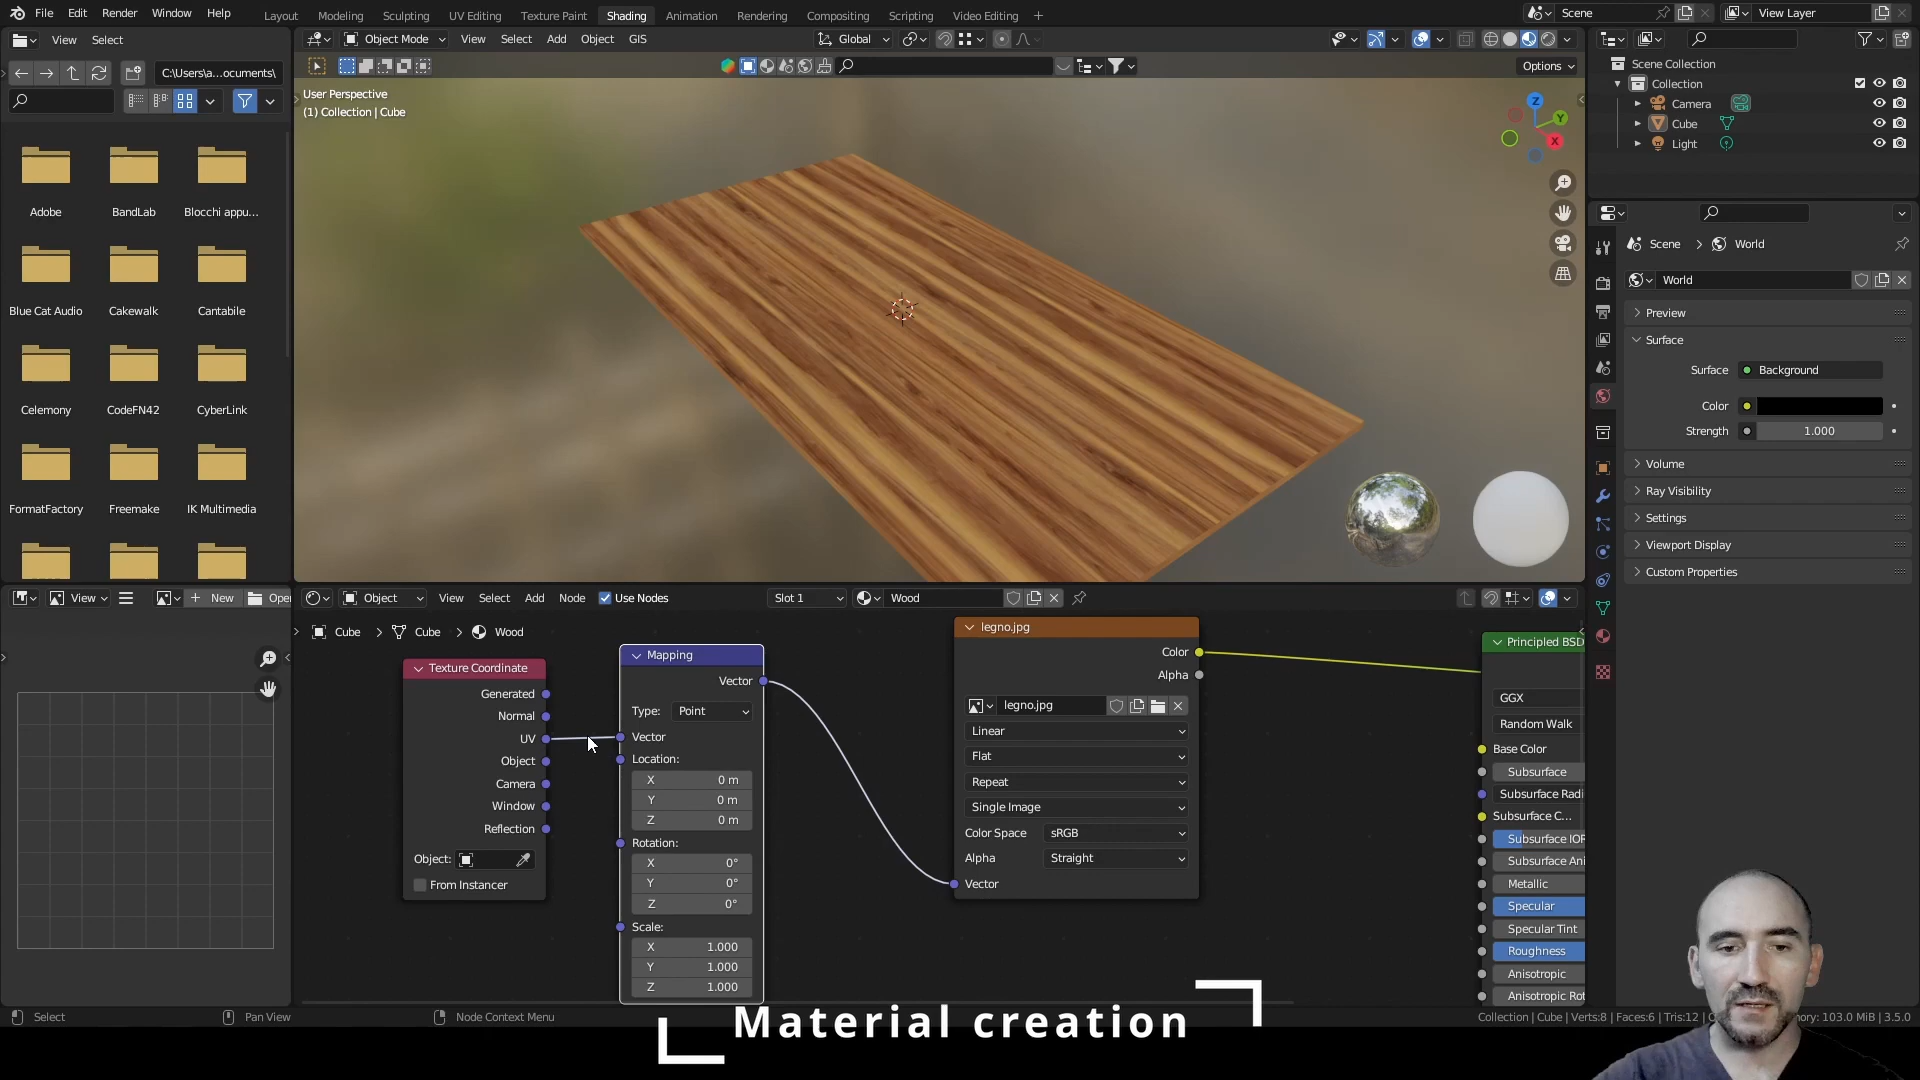 File Edit Render Window Help
Layout Modeling Sculpting UV Editing Texture Paint Shading Animation Rendering Compositing Scripting Video Editing +
Scene View Layer
View Select
Object Mode View Select Add Object GIS
Global
C:\Users\a...ocuments\
Options
User Perspective
(1) Collection | Cube
Z Y X
Adobe BandLab Blocchi appu...
Blue Cat Audio Cakewalk Cantabile
Celemony CodeFN42 CyberLink
FormatFactory Freemake IK Multimedia
Scene Collection
Collection
Camera
Cube
Light
Scene > World
World
Preview
Surface
Surface Background
Color
Strength 1.000
Volume
Ray Visibility
Settings
Viewport Display
Custom Properties
View + New Open
Object View Select Add Node Use Nodes Slot 1 Wood
Cube > Cube > Wood
Texture Coordinate
Generated
Normal
UV
Object
Camera
Window
Reflection
Object:
From Instancer
Mapping
Vector
Type: Point
Vector
Location:
X 0 m
Y 0 m
Z 0 m
Rotation:
X 0°
Y 0°
Z 0°
Scale:
X 1.000
Y 1.000
Z 1.000
legno.jpg
Color
Alpha
legno.jpg
Linear
Flat
Repeat
Single Image
Color Space sRGB
Alpha Straight
Vector
Principled BSD
GGX
Random Walk
Base Color
Subsurface
Subsurface Radi
Subsurface C...
Subsurface IOR
Subsurface Ani
Metallic
Specular
Specular Tint
Roughness
Anisotropic
Anisotropic Rot
Select Pan View Node Context Menu
Collection | Cube | Verts:8 | Faces:6 | Tris:12 | mory: 103.0 MiB | 3.5.0
Material creation